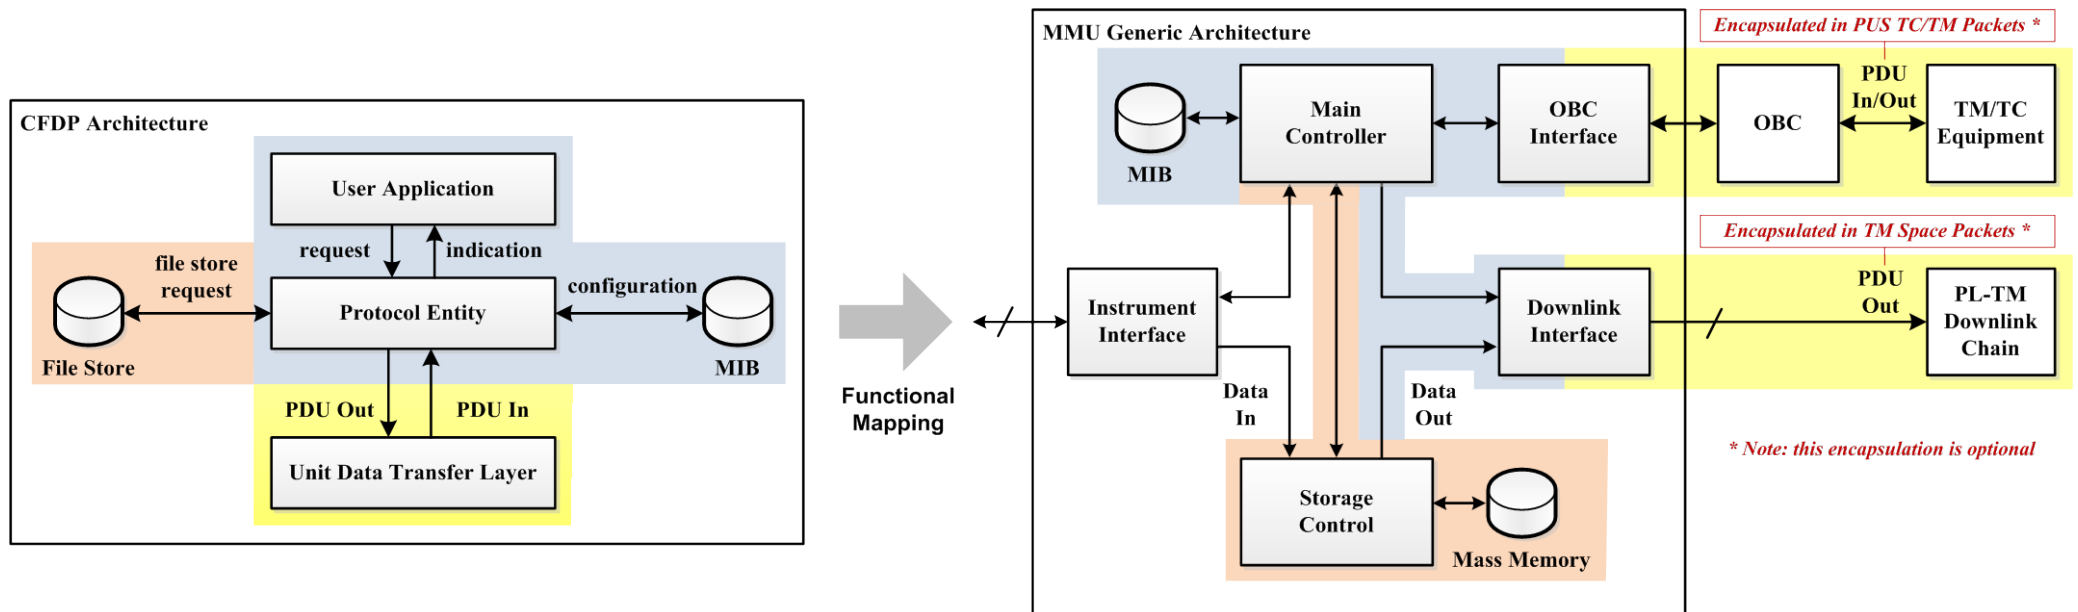 CFDP Architecture
User Application
request
indication
file store
request
configuration
Protocol Entity
File Store
MIB
PDU Out
PDU In
Unit Data Transfer Layer
Functional
Mapping
MMU Generic Architecture
MIB
Main
Controller
OBC
Interface
Instrument
Interface
Downlink
Interface
Data
In
Data
Out
Storage
Control
Mass Memory
Encapsulated in PUS TC/TM Packets *
OBC
PDU
In/Out
TM/TC
Equipment
Encapsulated in TM Space Packets *
PDU
Out
PL-TM
Downlink
Chain
* Note: this encapsulation is optional